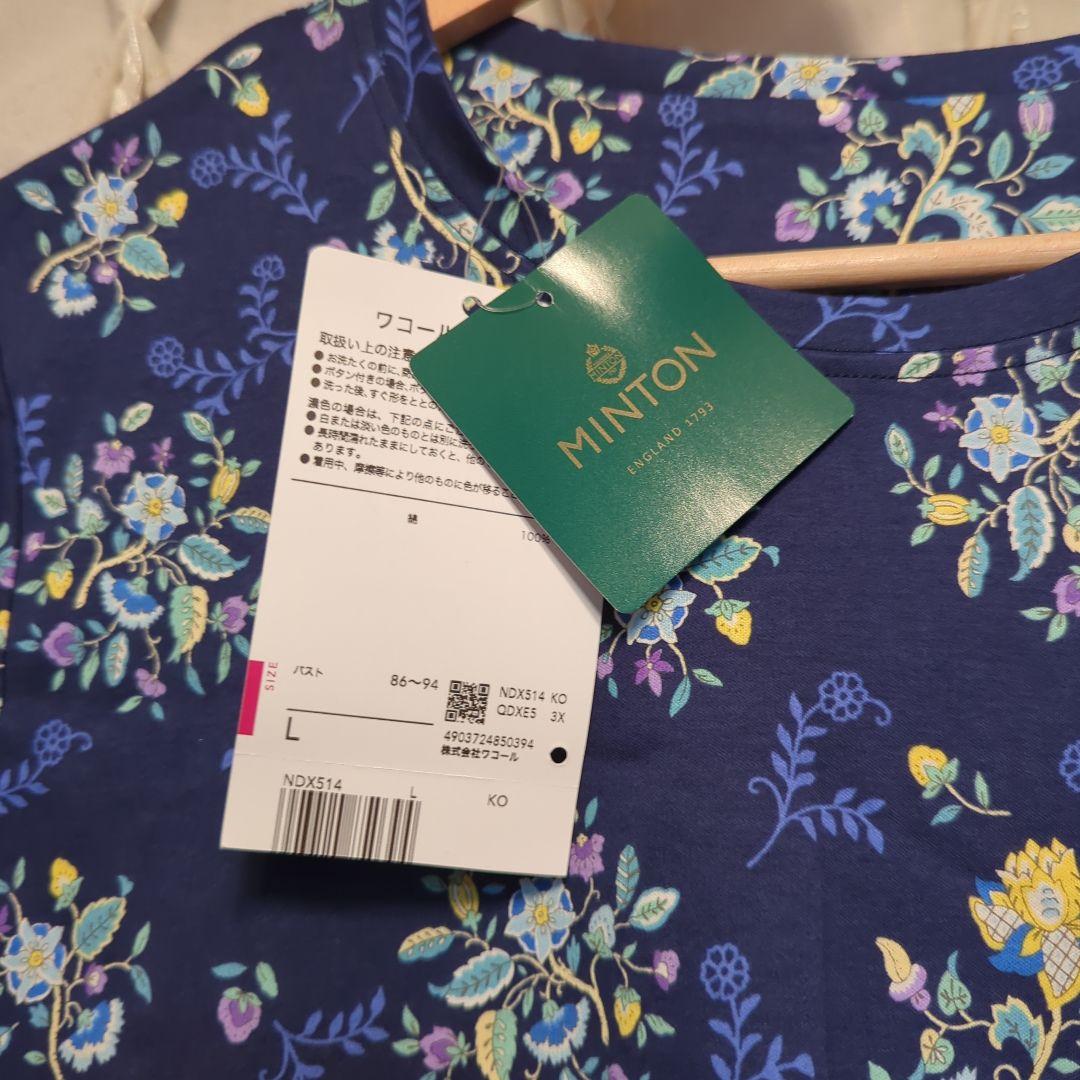 ワコール
取扱い上の注意
●お洗たくの前に、
●ボタン付きの場合、ボ
●洗った後、すぐ形をととの
濃色の場合は、下記の点にご
●白または淡い色のものとは別に洗
●長時間濡れたままにしておくと、他の
あります。
●着用中、摩擦等により他のものに色が移ること
綿
100%
SIZE
バスト
86～94
L
NDX514 KO
QDXE5 3X
4903724850394
株式会社ワコール
NDX514 L KO
MINTON
MINTON
ENGLAND 1793